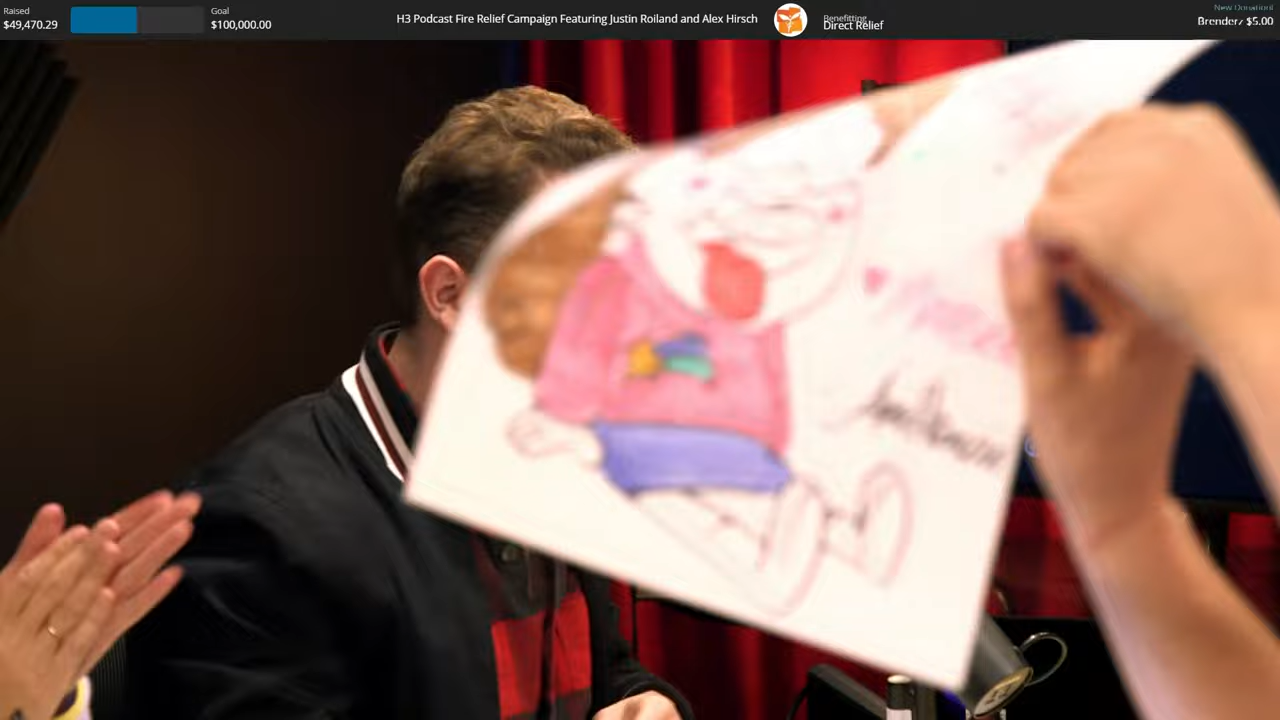 Raised
$49,470.29
Goal
$100,000.00
H3 Podcast Fire Relief Campaign Featuring Justin Roiland and Alex Hirsch
Benefitting
Direct Relief
New Donation!
$5.00